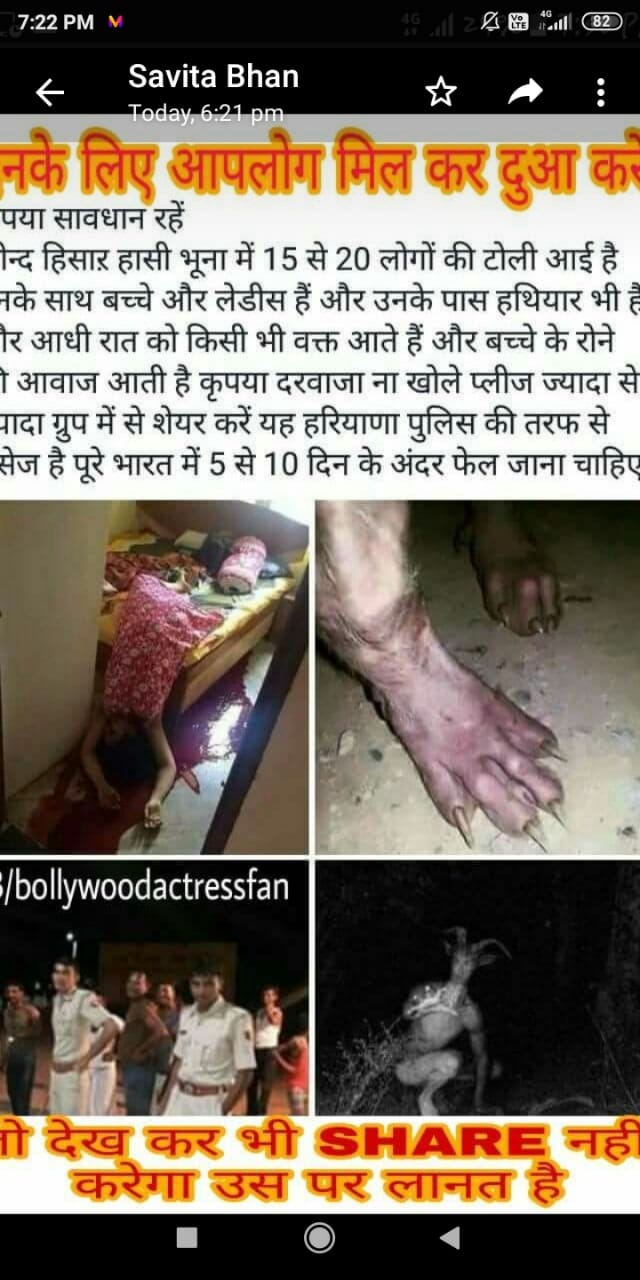 7:22 PM
4G 82
Savita Bhan
Today, 6:21 pm
नके लिए आपलोग मिल कर दुआ करे
पया सावधान रहें
न्द हिसार हासी भूना में 15 से 20 लोगों की टोली आई है
नके साथ बच्चे और लेडीस हैं और उनके पास हथियार भी है
र आधी रात को किसी भी वक्त आते हैं और बच्चे के रोने
आवाज आती है कृपया दरवाजा ना खोले प्लीज ज्यादा से
यादा ग्रुप में से शेयर करें यह हरियाणा पुलिस की तरफ से
सेज है पूरे भारत में 5 से 10 दिन के अंदर फेल जाना चाहिए
/bollywoodactressfan
देख कर भी SHARE नही
करेगा उस पर लानत है